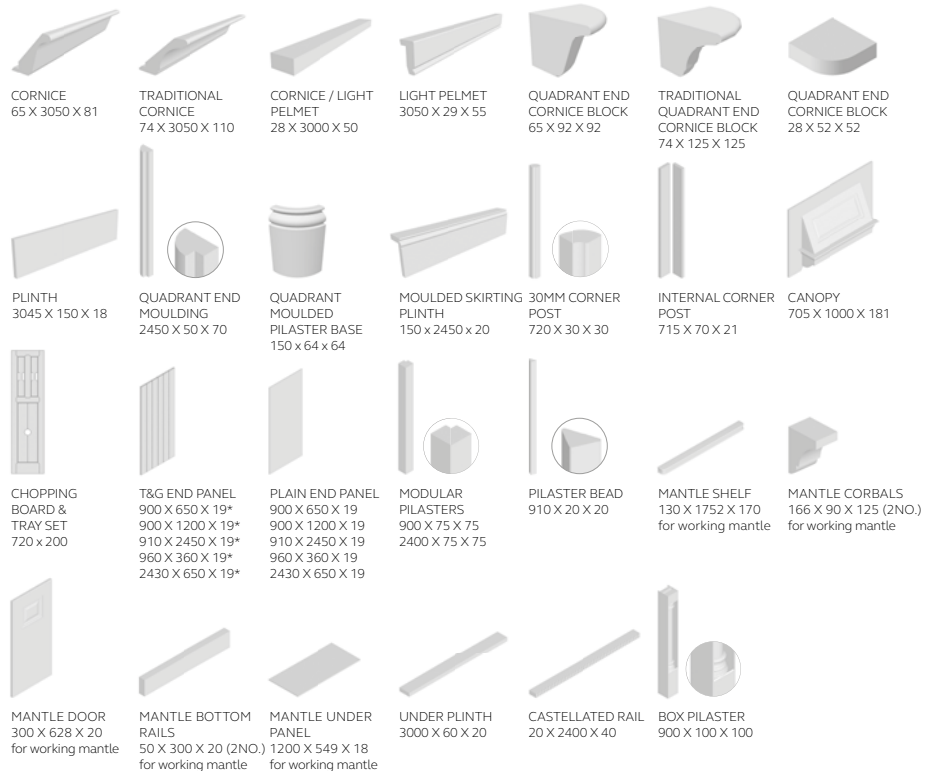 CORNICE
65 X 3050 X 81
TRADITIONAL
CORNICE
74 X 3050 X 110
CORNICE / LIGHT
PELMET
28 X 3000 X 50
LIGHT PELMET
3050 X 29 X 55
QUADRANT END
CORNICE BLOCK
65 X 92 X 92
TRADITIONAL
QUADRANT END
CORNICE BLOCK
74 X 125 X 125
QUADRANT END
CORNICE BLOCK
28 X 52 X 52
PLINTH
3045 X 150 X 18
QUADRANT END
MOULDING
2450 X 50 X 70
QUADRANT
MOULDED
PILASTER BASE
150 x 64 x 64
MOULDED SKIRTING
PLINTH
150 x 2450 x 20
30MM CORNER
POST
720 X 30 X 30
INTERNAL CORNER
POST
715 X 70 X 21
CANOPY
705 X 1000 X 181
CHOPPING
BOARD &
TRAY SET
720 x 200
T&G END PANEL
900 X 650 X 19*
900 X 1200 X 19*
910 X 2450 X 19*
960 X 360 X 19*
2430 X 650 X 19*
PLAIN END PANEL
900 X 650 X 19
900 X 1200 X 19
910 X 2450 X 19
960 X 360 X 19
2430 X 650 X 19
MODULAR
PILASTERS
900 X 75 X 75
2400 X 75 X 75
PILASTER BEAD
910 X 20 X 20
MANTLE SHELF
130 X 1752 X 170
for working mantle
MANTLE CORBALS
166 X 90 X 125 (2NO.)
for working mantle
MANTLE DOOR
300 X 628 X 20
for working mantle
MANTLE BOTTOM
RAILS
50 X 300 X 20 (2NO.)
for working mantle
MANTLE UNDER
PANEL
1200 X 549 X 18
for working mantle
UNDER PLINTH
3000 X 60 X 20
CASTELLATED RAIL
20 X 2400 X 40
BOX PILASTER
900 X 100 X 100